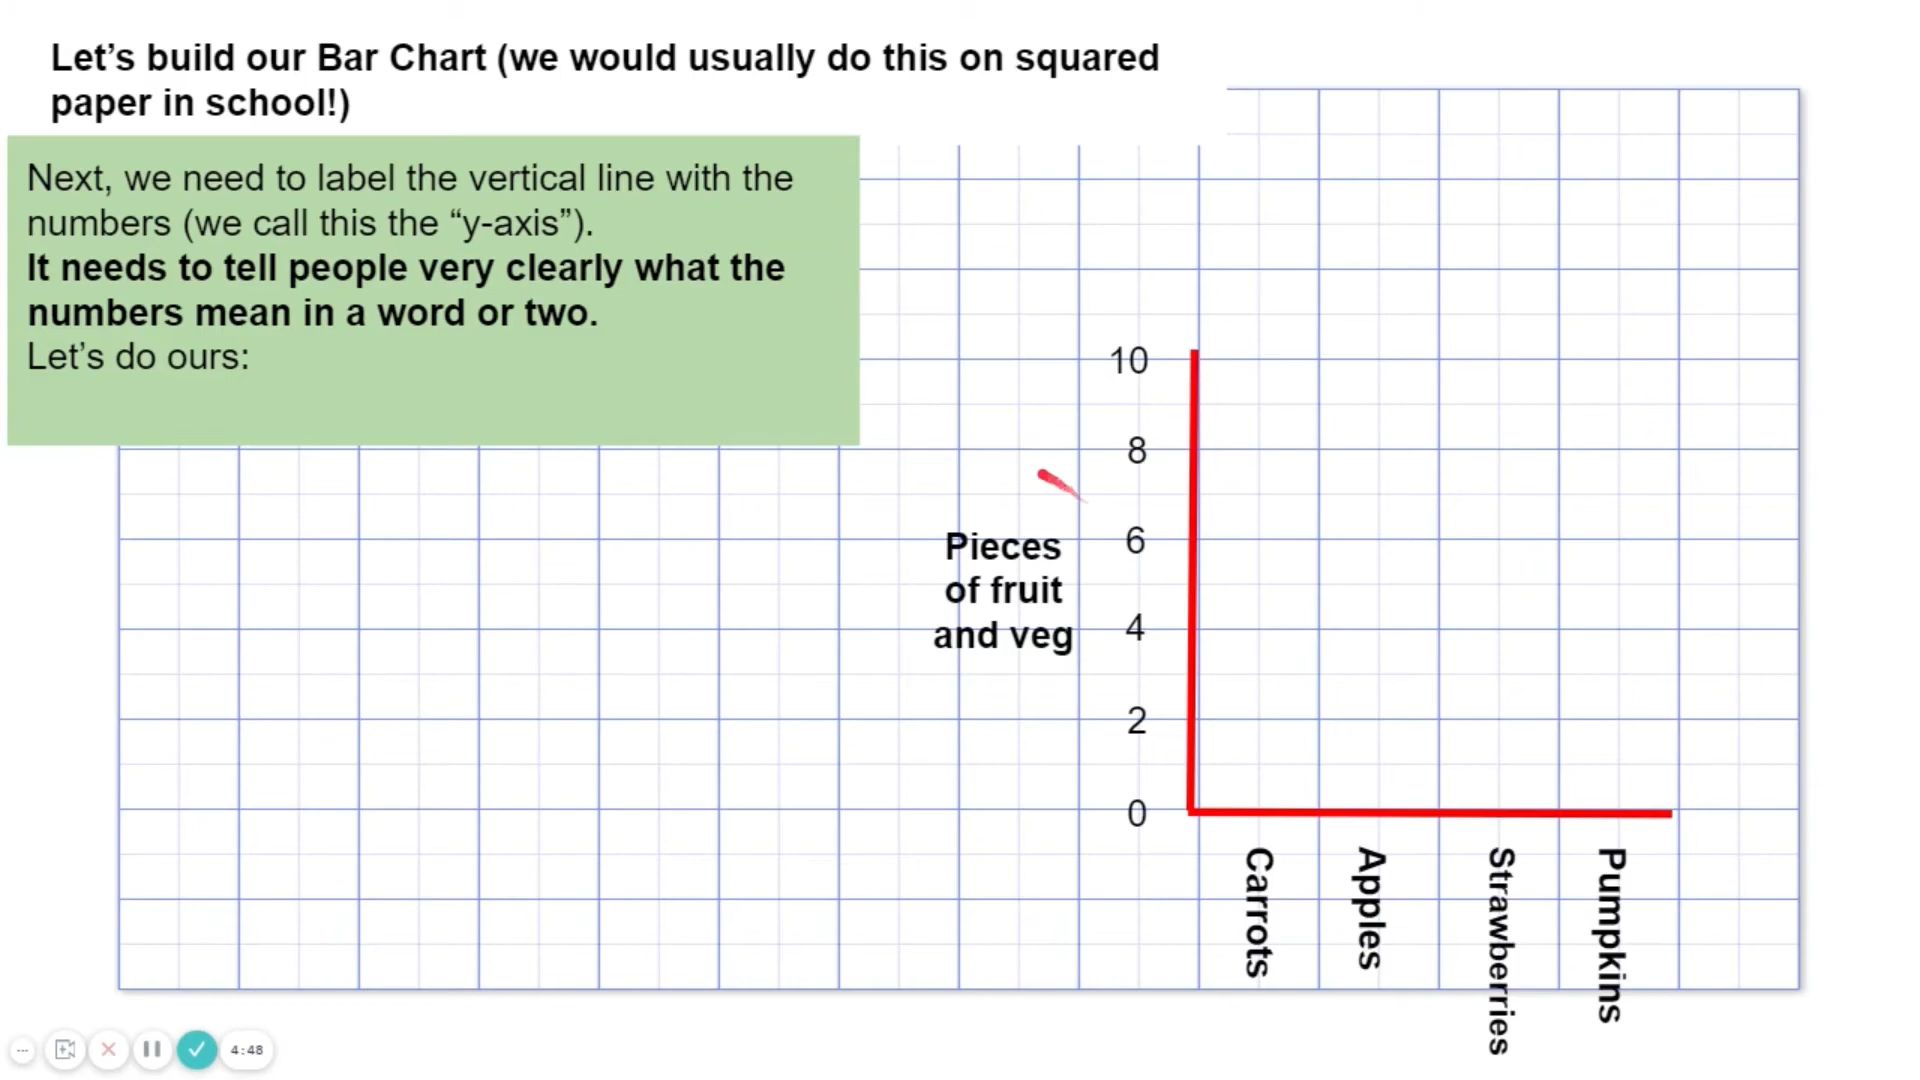 Let’s build our Bar Chart (we would usually do this on squared
paper in school!)
Next, we need to label the vertical line with the
numbers (we call this the “y-axis”).
It needs to tell people very clearly what the
numbers mean in a word or two.
Let’s do ours:
10
8
6
4
2
0
Pieces
of fruit
and veg
Carrots
Apples
Strawberries
Pumpkins
4:48